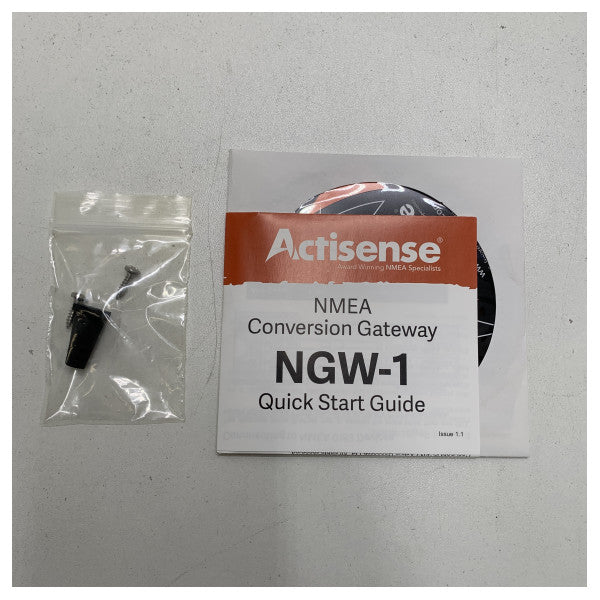 Actisense®
Award Winning NMEA Specialists
NMEA
Conversion Gateway
NGW-1
Quick Start Guide
Issue 1.1